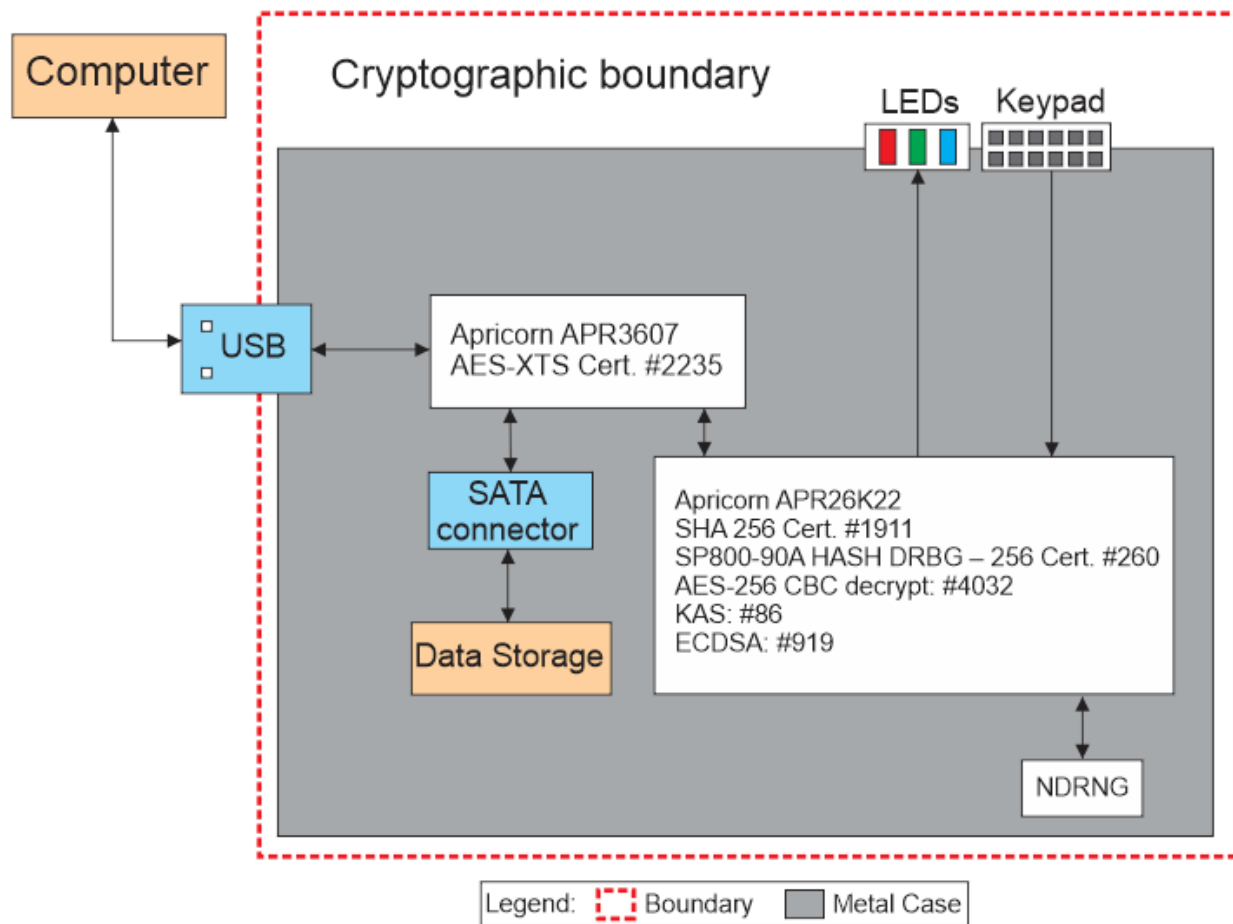 Computer
Cryptographic boundary
LEDs
Keypad
USB
Apricorn APR3607
AES-XTS Cert. #2235
SATA
connector
Data Storage
Apricorn APR26K22
SHA 256 Cert. #1911
SP800-90A HASH DRBG – 256 Cert. #260
AES-256 CBC decrypt: #4032
KAS: #86
ECDSA: #919
NDRNG
Legend: Boundary Metal Case